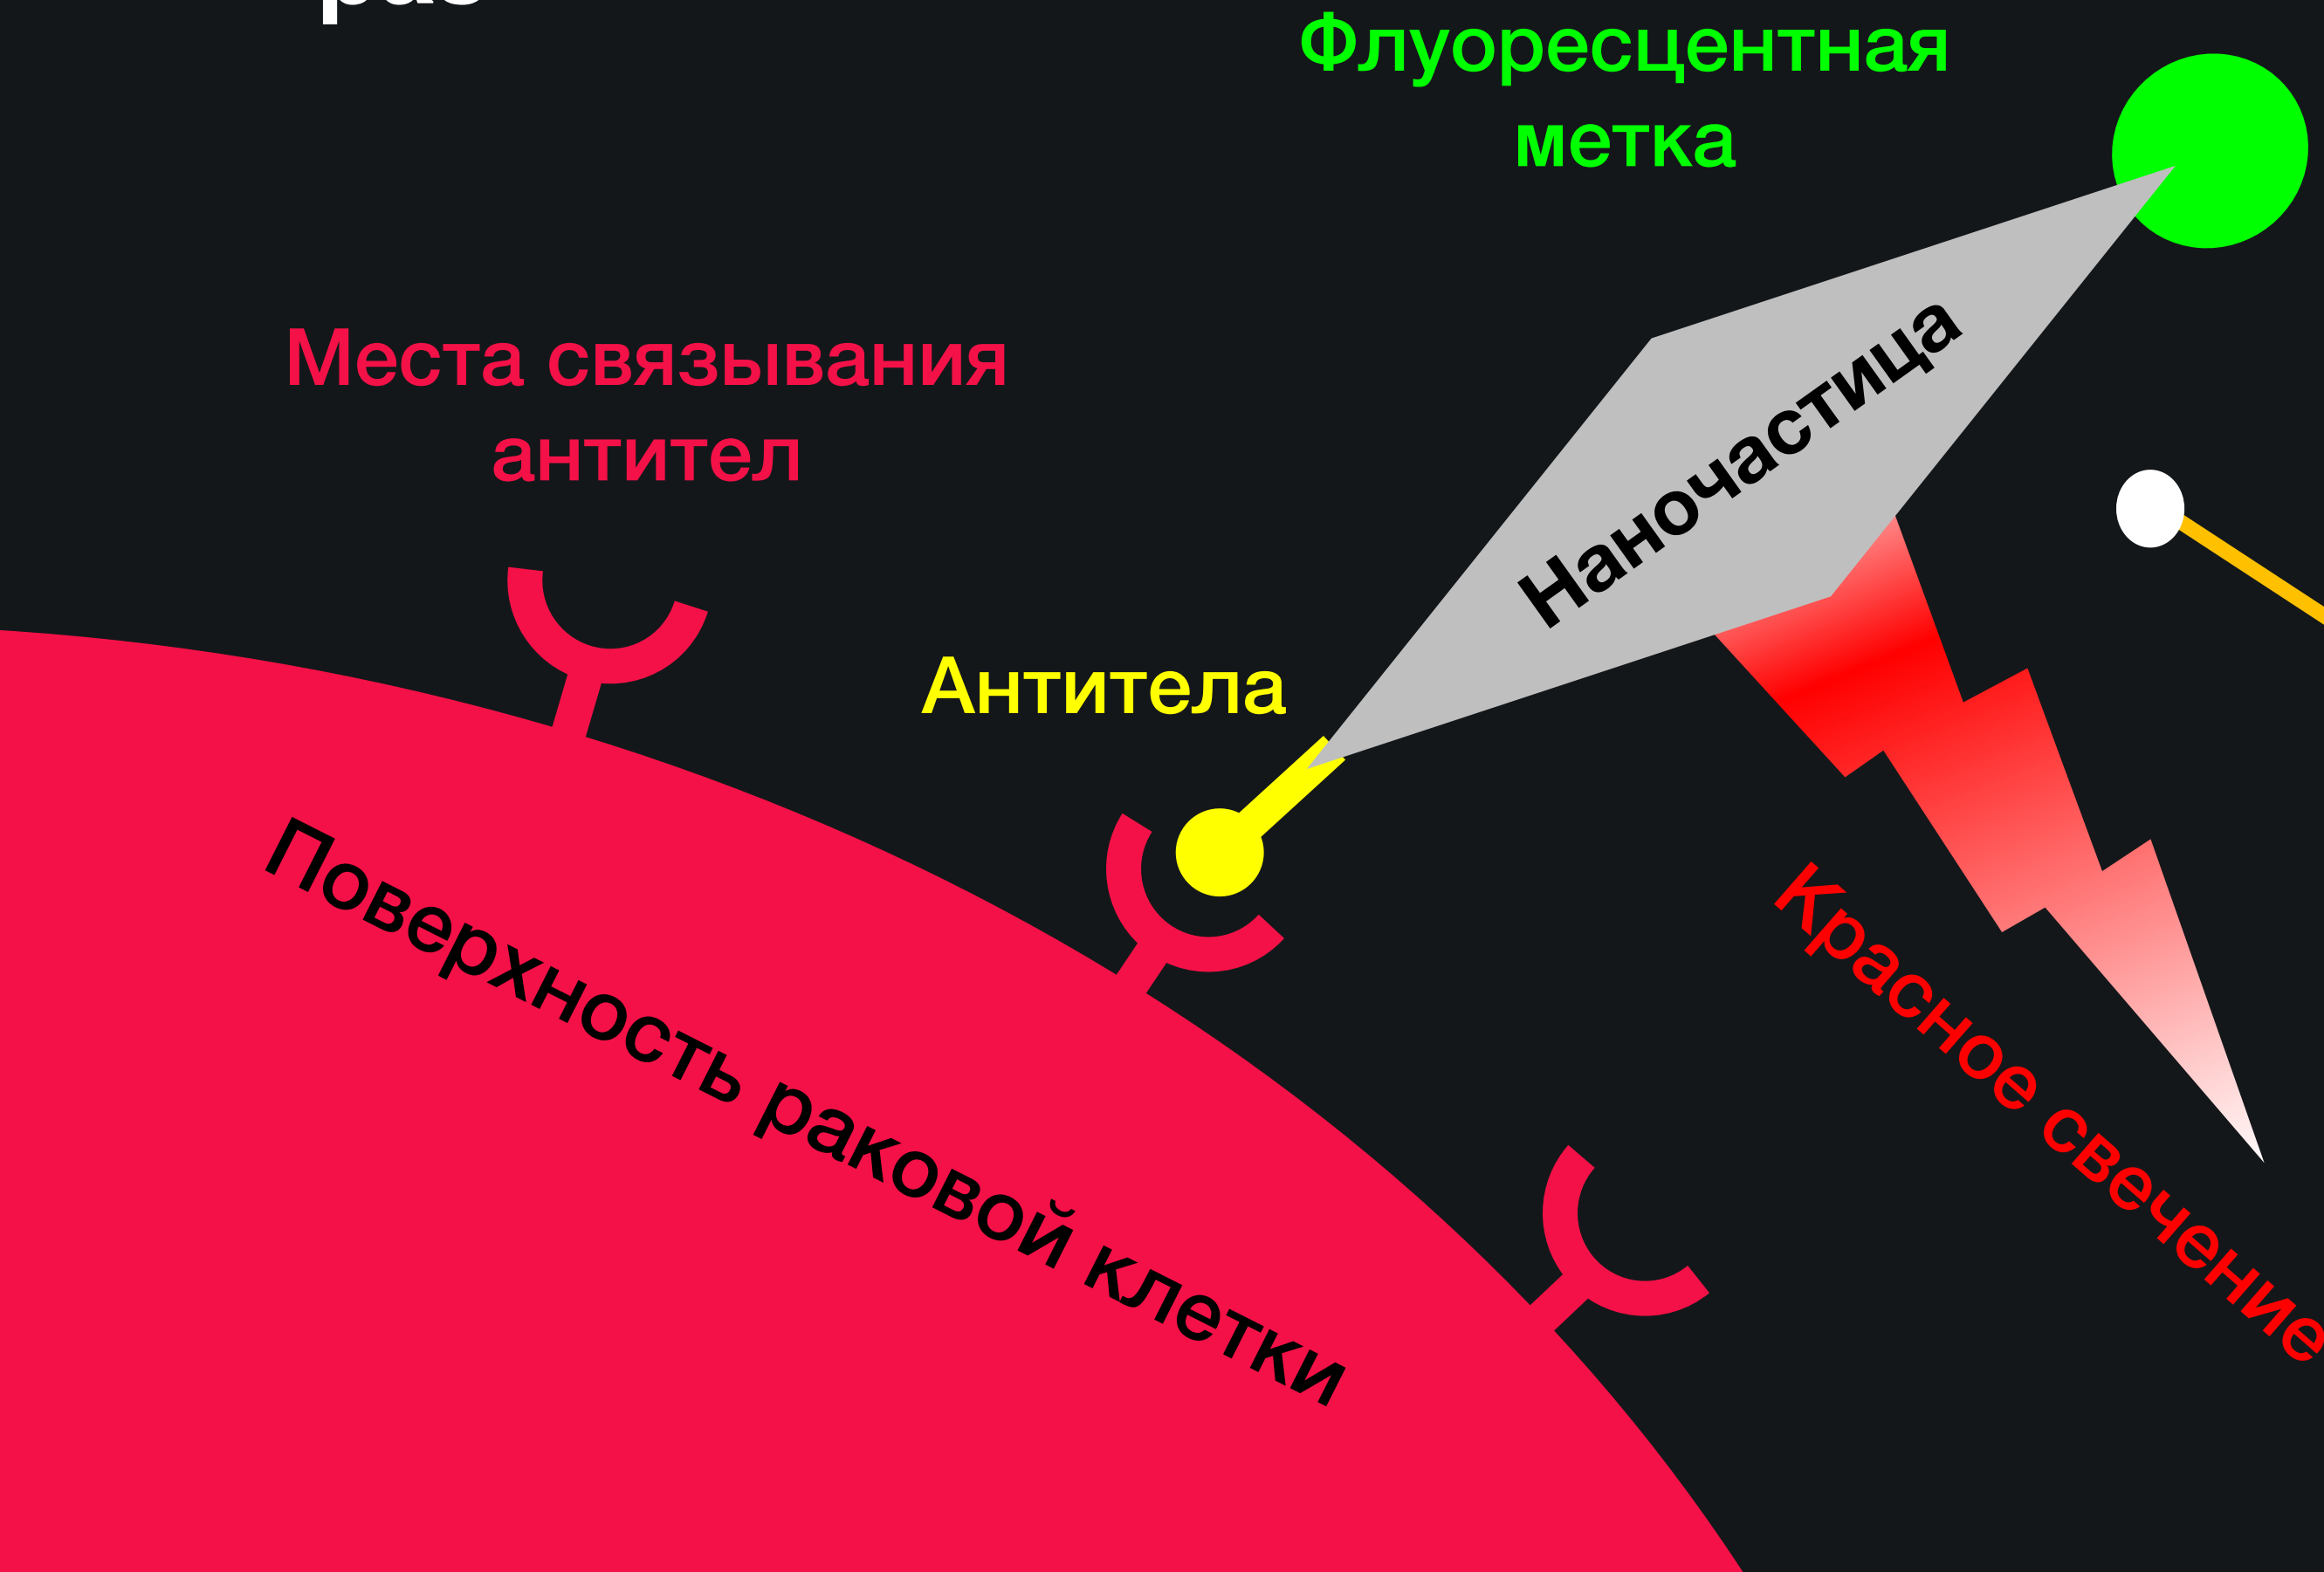 Флуоресцентная
метка
Места связывания
антител
Наночастица
Антитела
Поверхность раковой клетки
Красное свечение